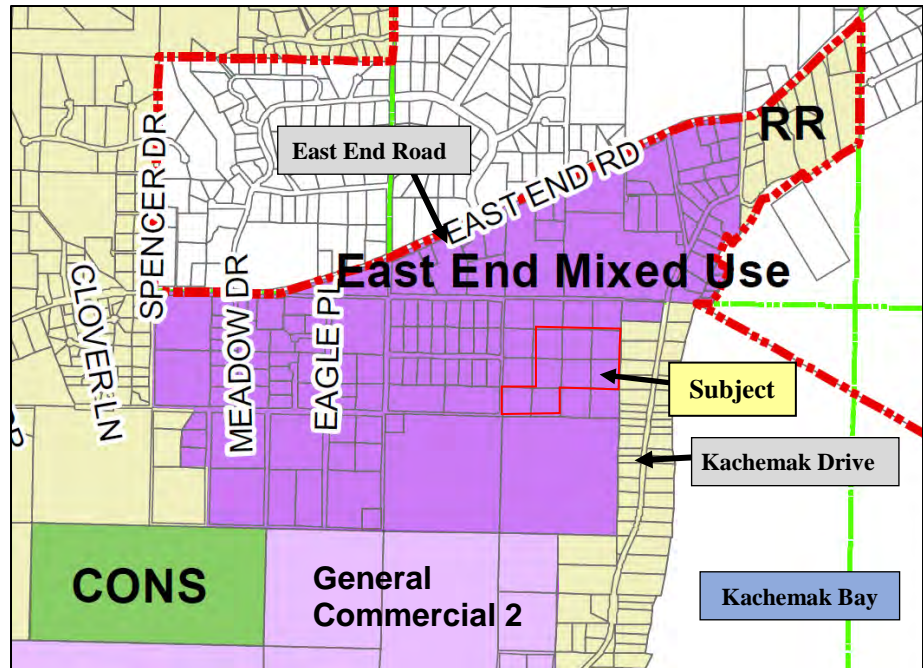 RR
East End Road
EAST END RD
SPENCER DR
East End Mixed Use
CLOVER LN
MEADOW DR
EAGLE PL
Subject
Kachemak Drive
CONS
General
Commercial 2
Kachemak Bay